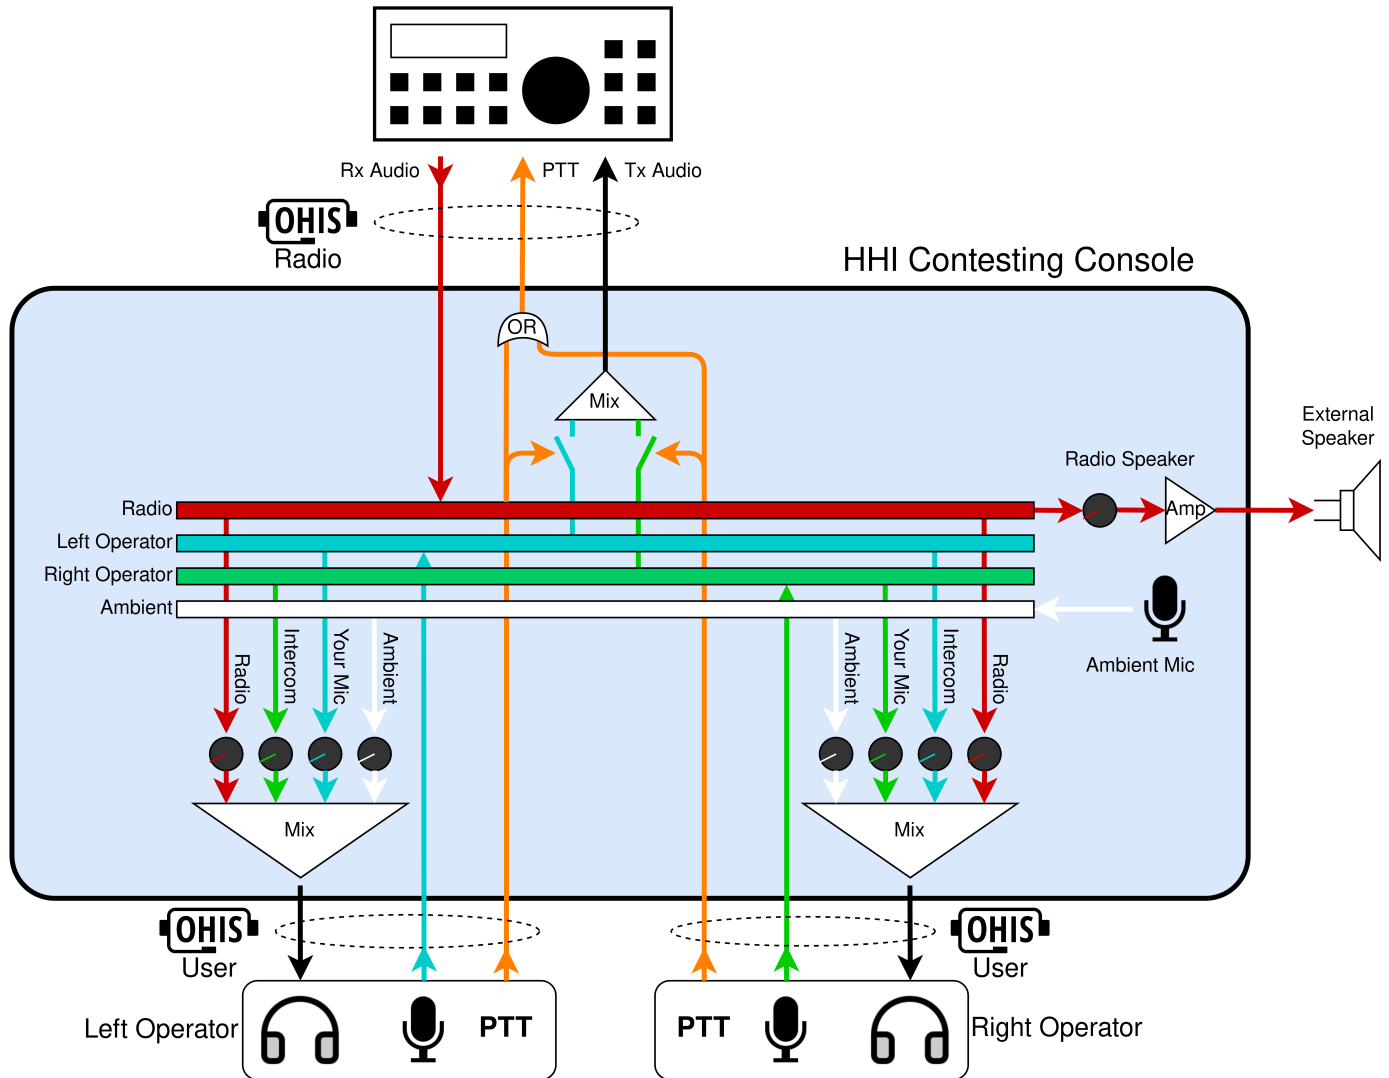 Rx Audio
PTT
Tx Audio
OHIS
Radio
HHI Contesting Console
OR
Mix
External
Speaker
Radio Speaker
Amp
Radio
Left Operator
Right Operator
Ambient
Ambient Mic
Radio
Intercom
Your Mic
Ambient
Ambient
Your Mic
Intercom
Radio
Mix
Mix
OHIS
User
OHIS
User
Left Operator
PTT
PTT
Right Operator